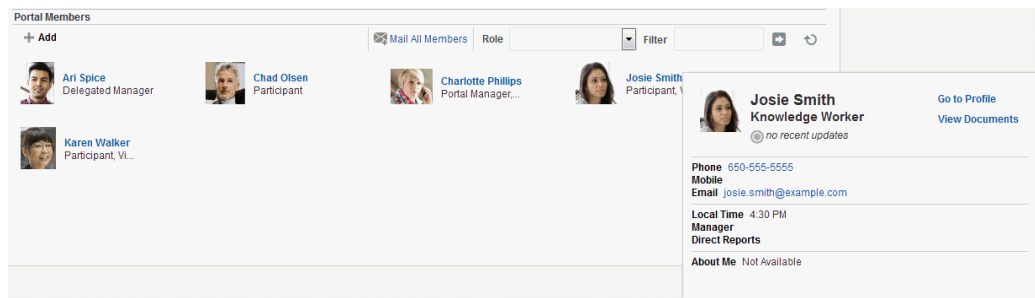 Portal Members
Add
Mail All Members Role Filter
Ari Spice
Delegated Manager
Chad Olsen
Participant
Charlotte Phillips
Portal Manager,...
Josie Smith
Participant,
Karen Walker
Participant, Vi...
Josie Smith
Knowledge Worker
no recent updates
Go to Profile
View Documents
Phone 650-555-5555
Mobile
Email josie.smith@example.com
Local Time 4:30 PM
Manager
Direct Reports
About Me Not Available